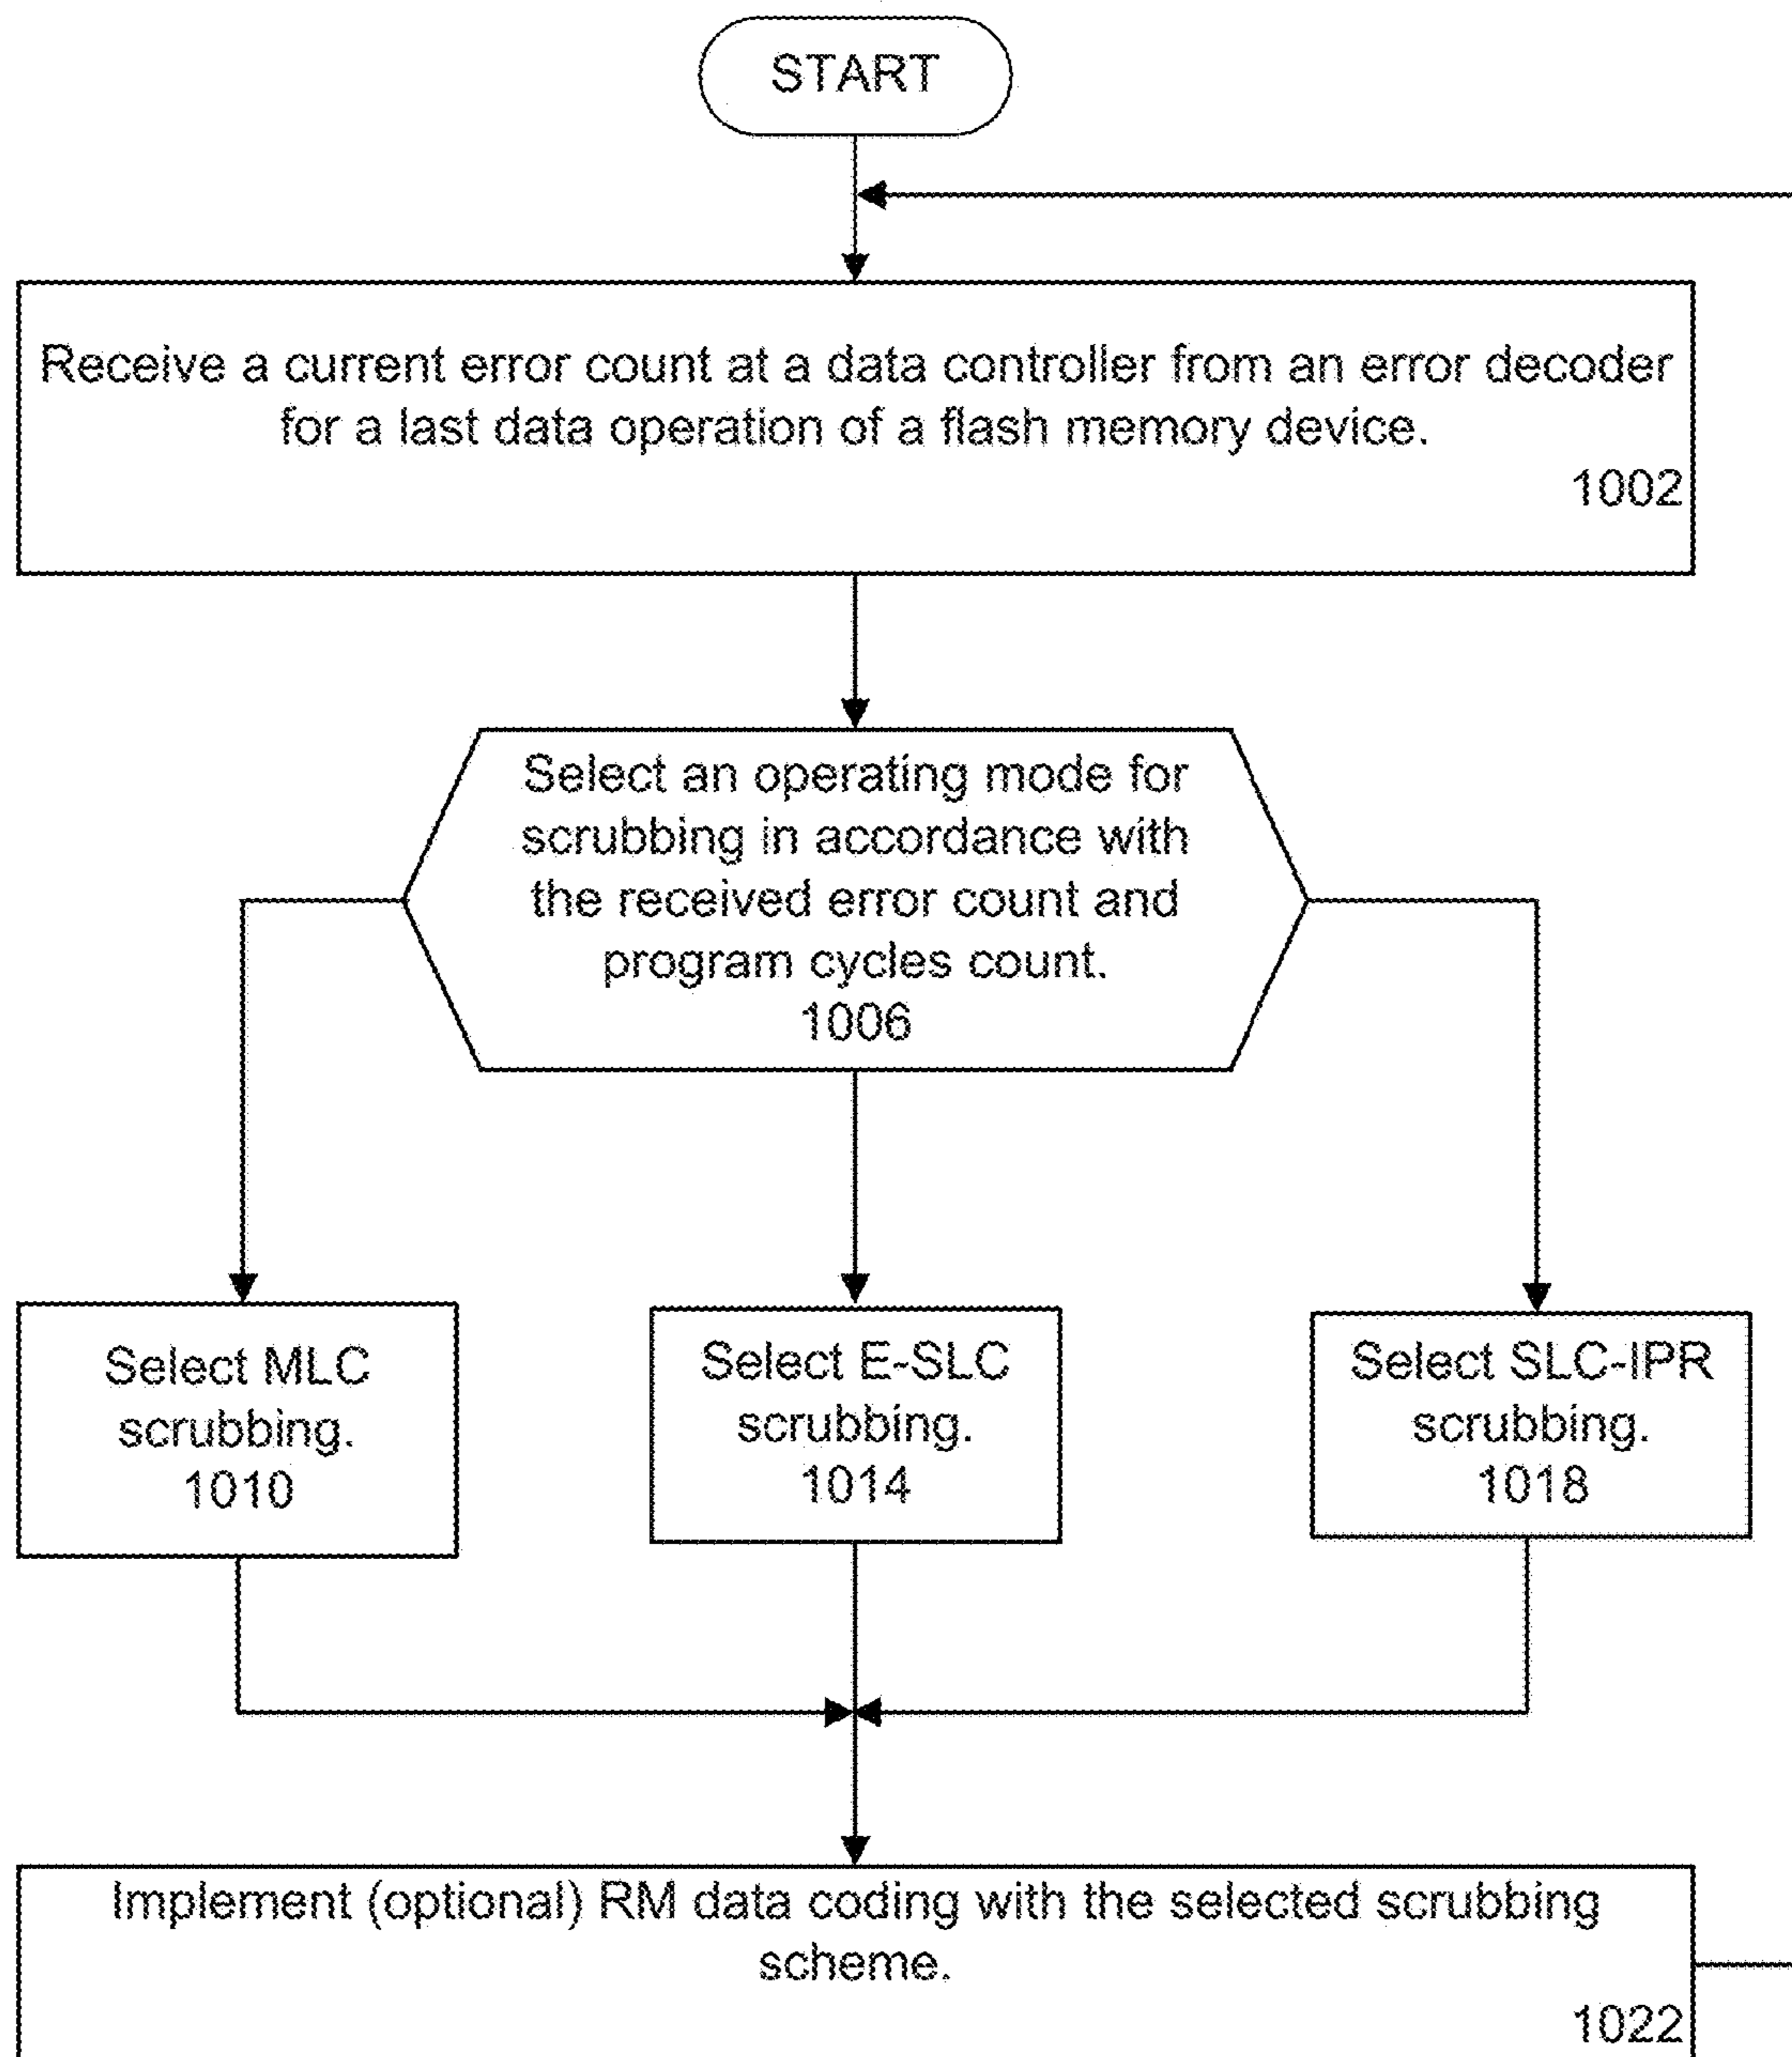 START
Receive a current error count at a data controller from an error decoder
for a last data operation of a flash memory device.
1002
Select an operating mode for
scrubbing in accordance with
the received error count and
program cycles count.
1006
Select MLC
scrubbing.
1010
Select E-SLC
scrubbing.
1014
Select SLC-IPR
scrubbing.
1018
Implement (optional) RM data coding with the selected scrubbing
scheme.
1022